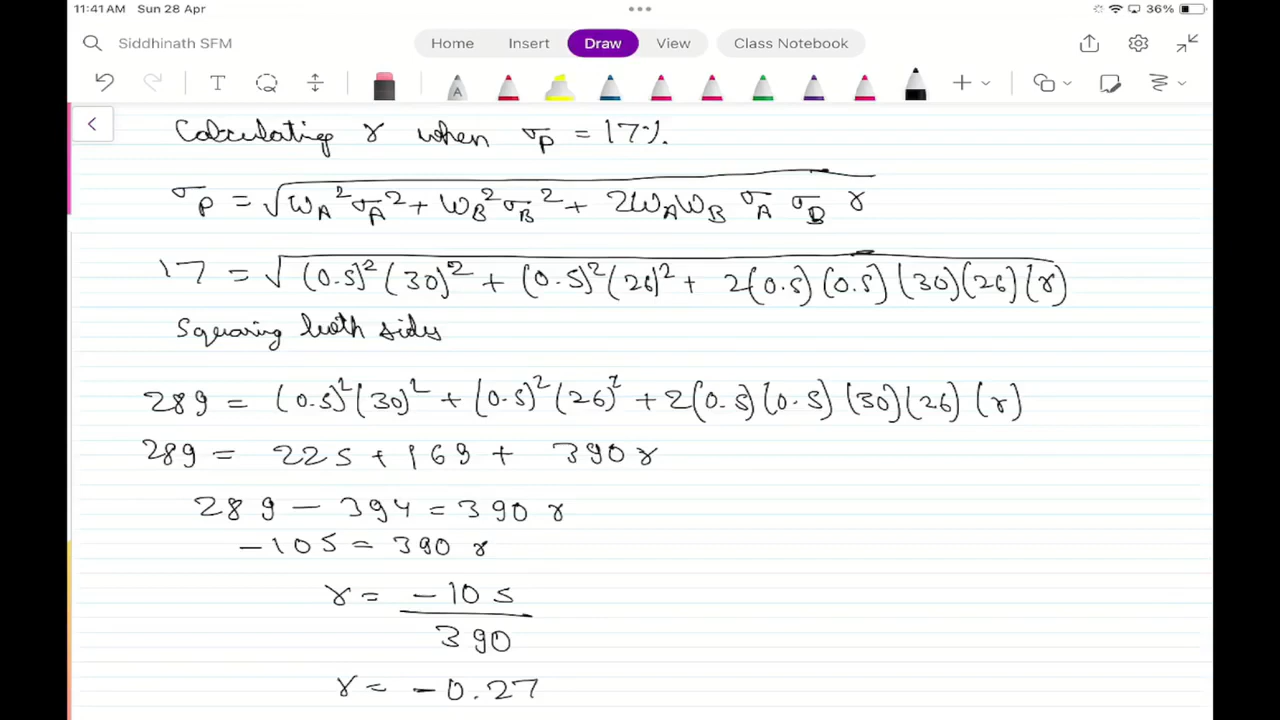 11:41 AM Sun 28 Apr
36%
Siddhinath SFM
Home Insert Draw View Class Notebook
T
A
Calculating r when σP = 17%.
σP = √(wA²σA² + wB²σB² + 2wAwB σA σB r)
17 = √((0.5)²(30)² + (0.5)²(26)² + 2(0.5)(0.5)(30)(26)(r))
Squaring both sides
289 = (0.5)²(30)² + (0.5)²(26)² + 2(0.5)(0.5)(30)(26)(r)
289 = 225 + 169 + 390r
289 – 394 = 390 r
– 105 = 390 r
r = –105/390
r = –0.27